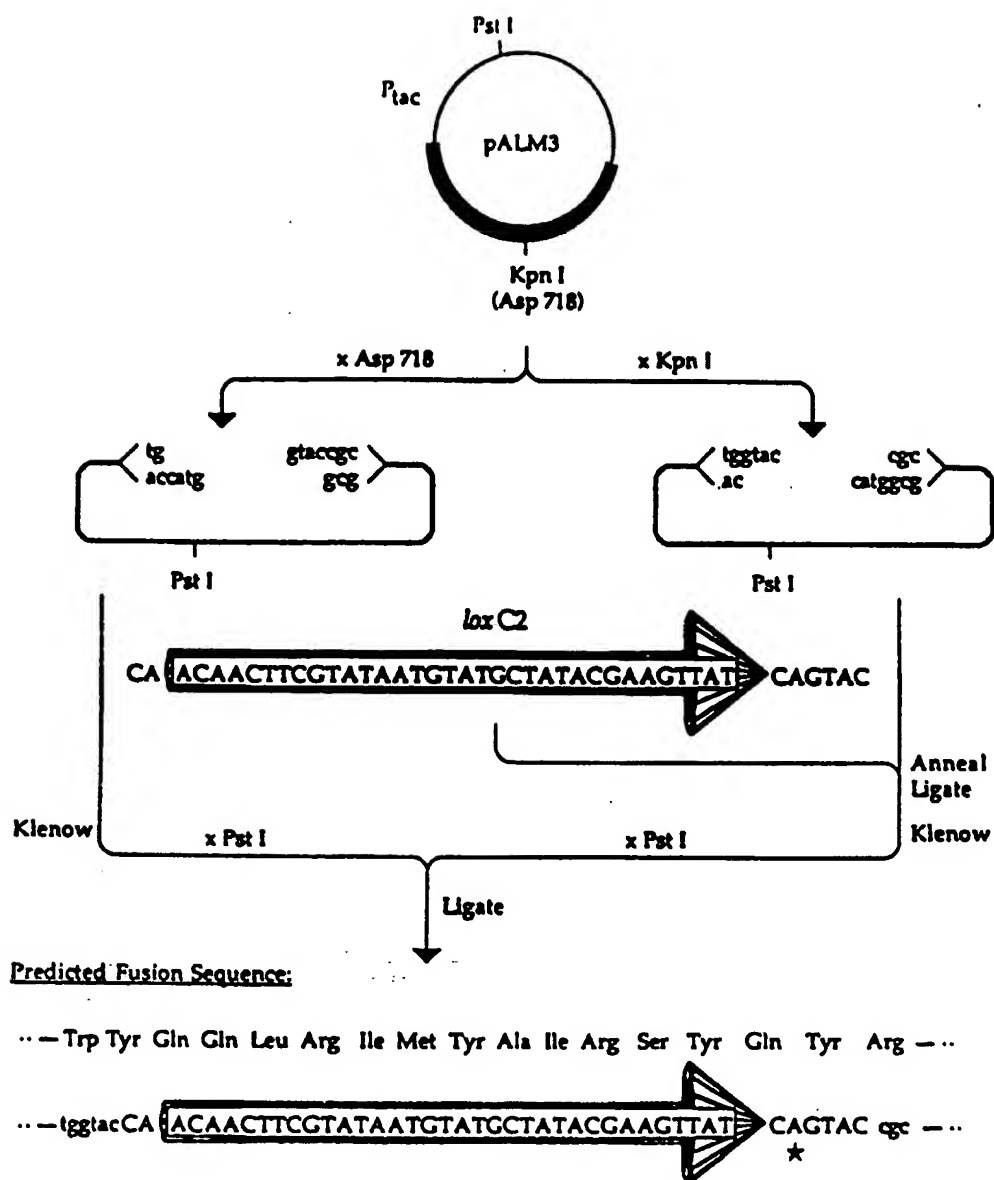 Pst I
Ptac
pALM3
Kpn I
(Asp 718)
x Asp 718
x Kpn I
tg
accatg
gtaccgc
gcg
tggtac
ac
cgc
catggcg
Pst I
Pst I
lox C2
CA ACAACTTCGTATAATGTATGCTATACGAAGTTAT CAGTAC
Anneal
Ligate
Klenow
x Pst I
x Pst I
Klenow
Ligate
Predicted Fusion Sequence:
·· — Trp Tyr Gln Gln Leu Arg Ile Met Tyr Ala Ile Arg Ser Tyr Gln Tyr Arg — ··
·· — tggtac CA ACAACTTCGTATAATGTATGCTATACGAAGTTAT CAGTAC cgc — ··
★